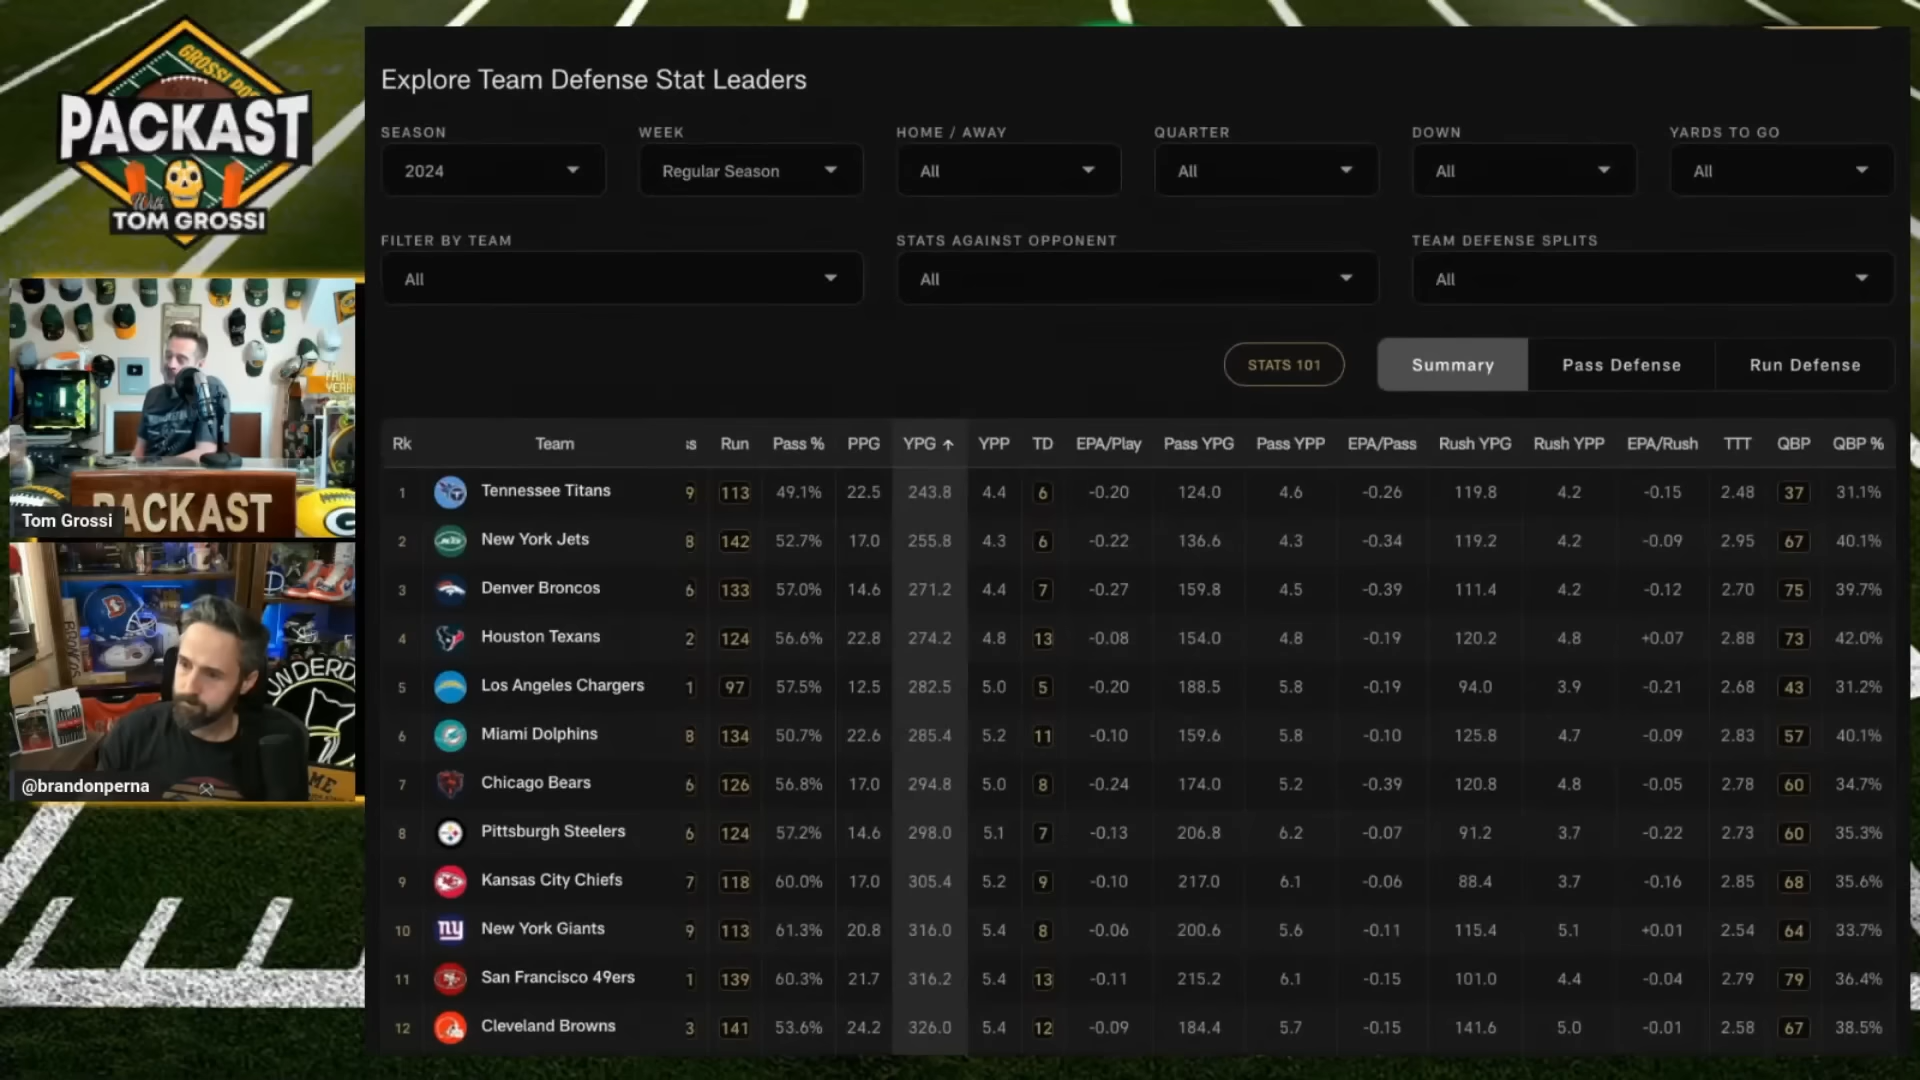 GROSSI POS
PACKAST
With
TOM GROSSI
PACKAST
Tom Grossi
UNDERD
@brandonperna
Explore Team Defense Stat Leaders
SEASON WEEK HOME / AWAY QUARTER DOWN YARDS TO GO
2024 Regular Season All All All All
FILTER BY TEAM STATS AGAINST OPPONENT TEAM DEFENSE SPLITS
All All All
STATS 101 Summary Pass Defense Run Defense
Rk Team s Run Pass % PPG YPG ↑ YPP TD EPA/Play Pass YPG Pass YPP EPA/Pass Rush YPG Rush YPP EPA/Rush TTT QBP QBP %
1 Tennessee Titans 9 113 49.1% 22.5 243.8 4.4 6 -0.20 124.0 4.6 -0.26 119.8 4.2 -0.15 2.48 37 31.1%
2 New York Jets 8 142 52.7% 17.0 255.8 4.3 6 -0.22 136.6 4.3 -0.34 119.2 4.2 -0.09 2.95 67 40.1%
3 Denver Broncos 6 133 57.0% 14.6 271.2 4.4 7 -0.27 159.8 4.5 -0.39 111.4 4.2 -0.12 2.70 75 39.7%
4 Houston Texans 2 124 56.6% 22.8 274.2 4.8 13 -0.08 154.0 4.8 -0.19 120.2 4.8 +0.07 2.88 73 42.0%
5 Los Angeles Chargers 1 97 57.5% 12.5 282.5 5.0 5 -0.20 188.5 5.8 -0.19 94.0 3.9 -0.21 2.68 43 31.2%
6 Miami Dolphins 8 134 50.7% 22.6 285.4 5.2 11 -0.10 159.6 5.8 -0.10 125.8 4.7 -0.09 2.83 57 40.1%
7 Chicago Bears 6 126 56.8% 17.0 294.8 5.0 8 -0.24 174.0 5.2 -0.39 120.8 4.8 -0.05 2.78 60 34.7%
8 Pittsburgh Steelers 6 124 57.2% 14.6 298.0 5.1 7 -0.13 206.8 6.2 -0.07 91.2 3.7 -0.22 2.73 60 35.3%
9 Kansas City Chiefs 7 118 60.0% 17.0 305.4 5.2 9 -0.10 217.0 6.1 -0.06 88.4 3.7 -0.16 2.85 68 35.6%
10 ny New York Giants 9 113 61.3% 20.8 316.0 5.4 8 -0.06 200.6 5.6 -0.11 115.4 5.1 +0.01 2.54 64 33.7%
11 San Francisco 49ers 1 139 60.3% 21.7 316.2 5.4 13 -0.11 215.2 6.1 -0.15 101.0 4.4 -0.04 2.79 79 36.4%
12 Cleveland Browns 3 141 53.6% 24.2 326.0 5.4 12 -0.09 184.4 5.7 -0.15 141.6 5.0 -0.01 2.58 67 38.5%